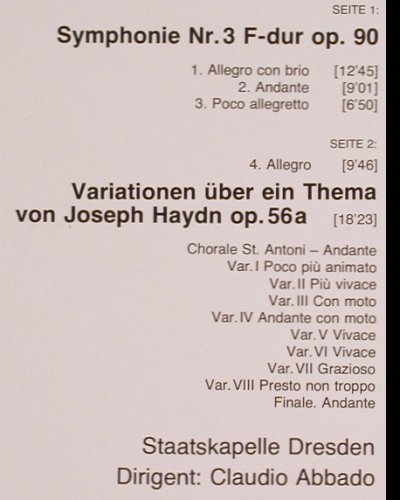 SEITE 1:
Symphonie Nr. 3 F-dur op. 90
1. Allegro con brio [12'45]
2. Andante [9'01]
3. Poco allegretto [6'50]
SEITE 2:
4. Allegro [9'46]
Variationen über ein Thema
von Joseph Haydn op. 56a [18'23]
Chorale St. Antoni – Andante
Var. I Poco più animato
Var. II Più vivace
Var. III Con moto
Var. IV Andante con moto
Var. V Vivace
Var. VI Vivace
Var. VII Grazioso
Var. VIII Presto non troppo
Finale. Andante
Staatskapelle Dresden
Dirigent: Claudio Abbado